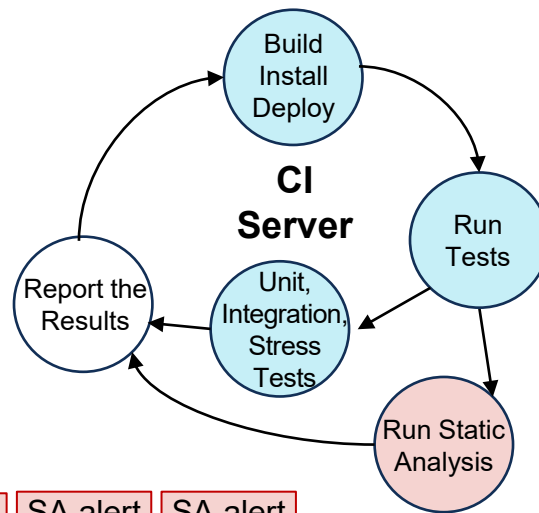 Build
Install
Deploy
CI
Server
Run
Tests
Unit,
Integration,
Stress
Tests
Report the
Results
Run Static
Analysis
SA alert
SA alert